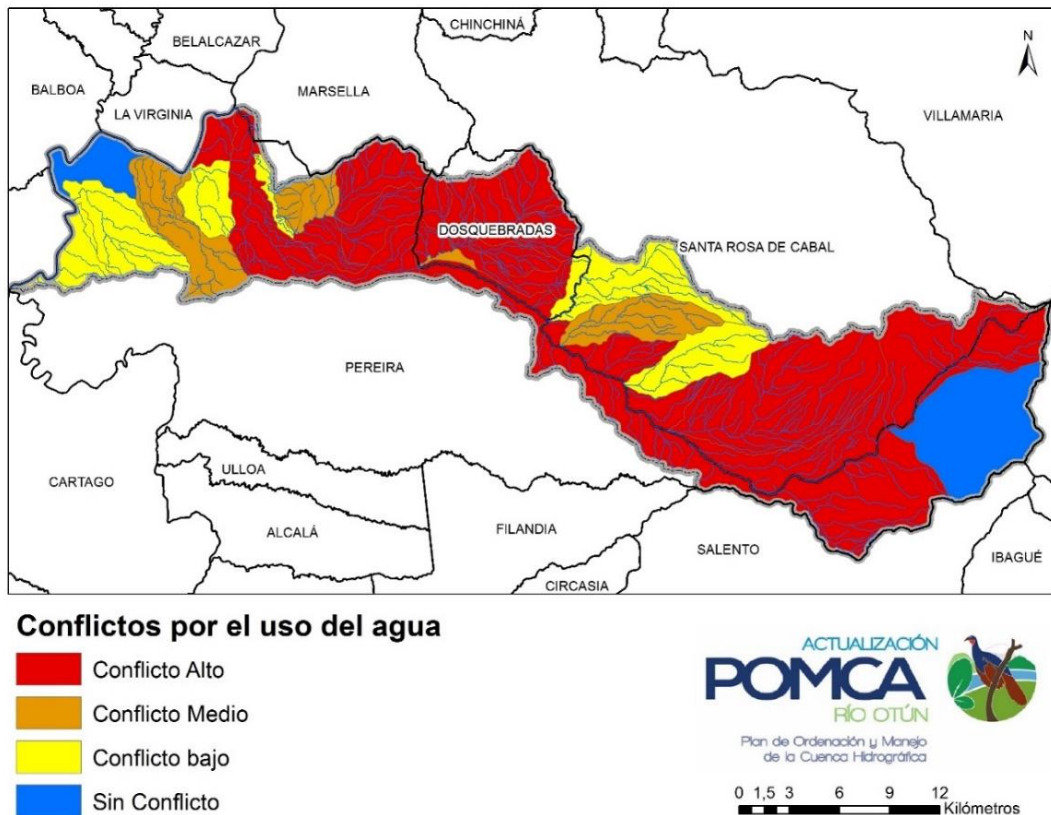 CHINCHINÁ
N
BELALCAZAR
BALBOA
MARSELLA
LA VIRGINIA
VILLAMARIA
DOSQUEBRADAS
SANTA ROSA DE CABAL
PEREIRA
CARTAGO
ULLOA
ALCALÁ
FILANDIA
SALENTO
IBAGUÉ
CIRCASIA
Conflictos por el uso del agua
Conflicto Alto
Conflicto Medio
Conflicto bajo
Sin Conflicto
ACTUALIZACIÓN
POMCA
RÍO OTÚN
Plan de Ordenación y Manejo
de la Cuenca Hidrográfica
0 1,5 3 6 9 12
Kilómetros